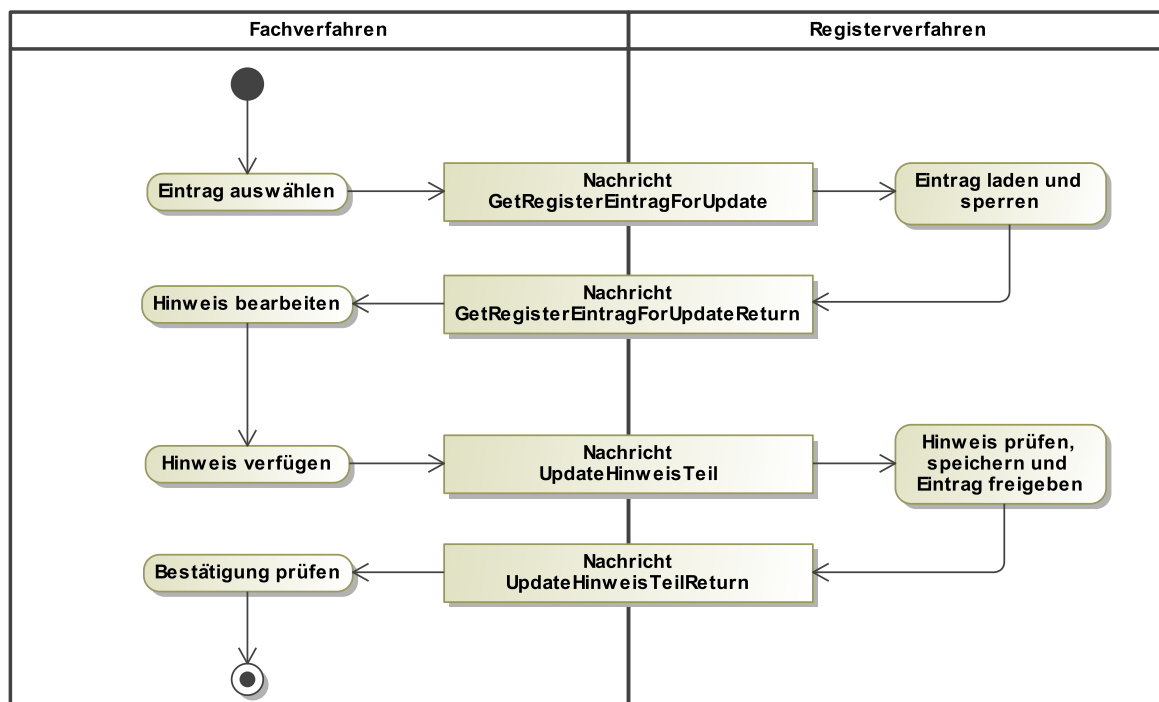 Fachverfahren
Registerverfahren
Eintrag auswählen
Nachricht
GetRegisterEintragForUpdate
Eintrag laden und
sperren
Hinweis bearbeiten
Nachricht
GetRegisterEintragForUpdateReturn
Hinweis verfügen
Nachricht
UpdateHinweisTeil
Hinweis prüfen,
speichern und
Eintrag freigeben
Bestätigung prüfen
Nachricht
UpdateHinweisTeilReturn